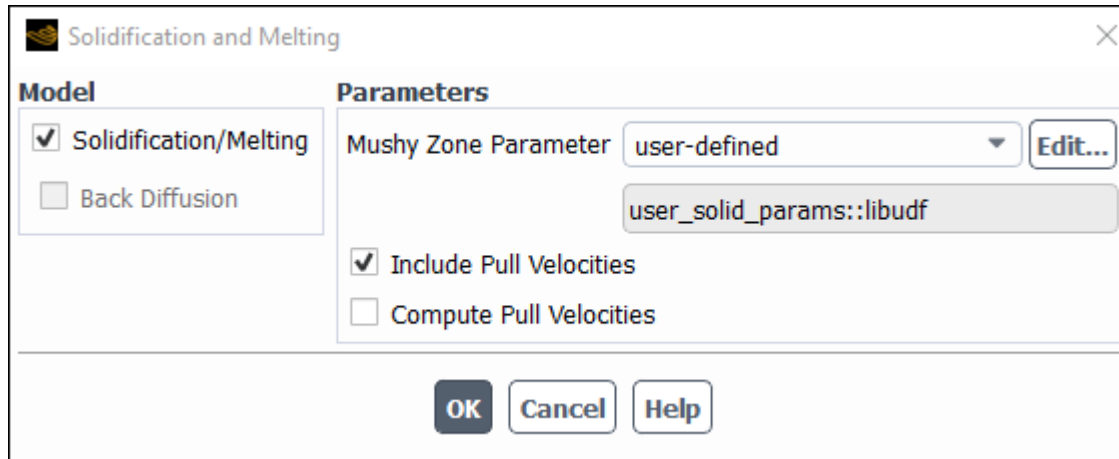 Solidification and Melting
Model
Solidification/Melting
Back Diffusion
Parameters
Mushy Zone Parameter user-defined Edit...
user_solid_params::libudf
Include Pull Velocities
Compute Pull Velocities
OK Cancel Help